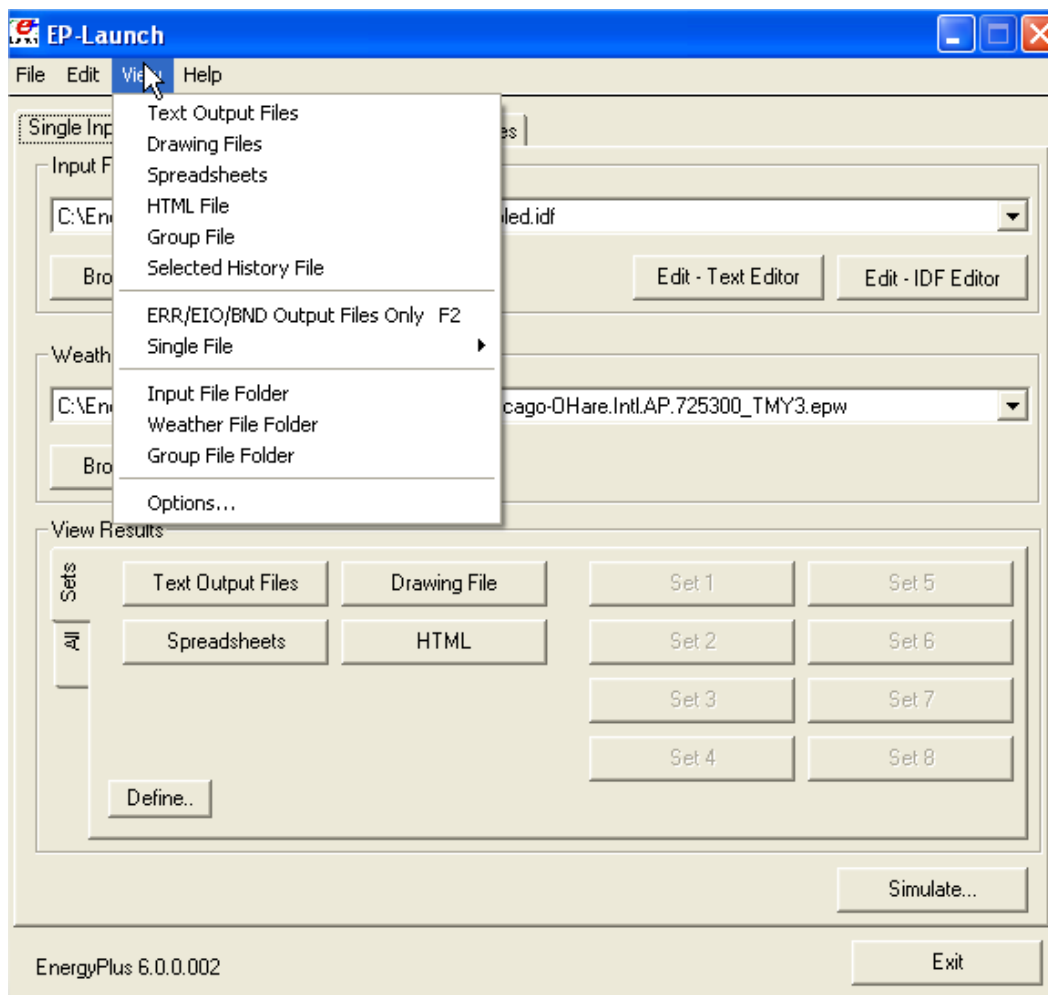 EP-Launch
File Edit View Help
Text Output Files
Drawing Files
Spreadsheets
HTML File
Group File
Selected History File
ERR/EIO/BND Output Files Only F2
Single File
Input File Folder
Weather File Folder
Group File Folder
Options...
Single Inp es
Input F
C:\En led.idf
Bro Edit - Text Editor Edit - IDF Editor
Weath
C:\En cago-OHare.Intl.AP.725300_TMY3.epw
Bro
View Results
Sets
All
Text Output Files Drawing File Set 1 Set 5
Spreadsheets HTML Set 2 Set 6
Set 3 Set 7
Set 4 Set 8
Define..
Simulate...
EnergyPlus 6.0.0.002 Exit